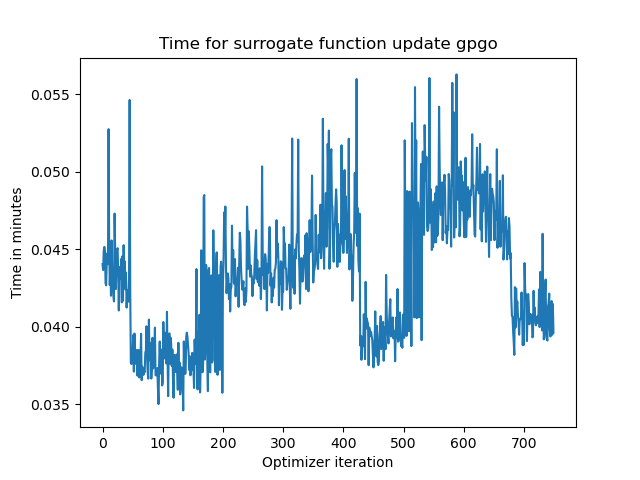 Time for surrogate function update gpgo
0.055
0.050
0.045
0.040
0.035
Time in minutes
0 100 200 300 400 500 600 700
Optimizer iteration